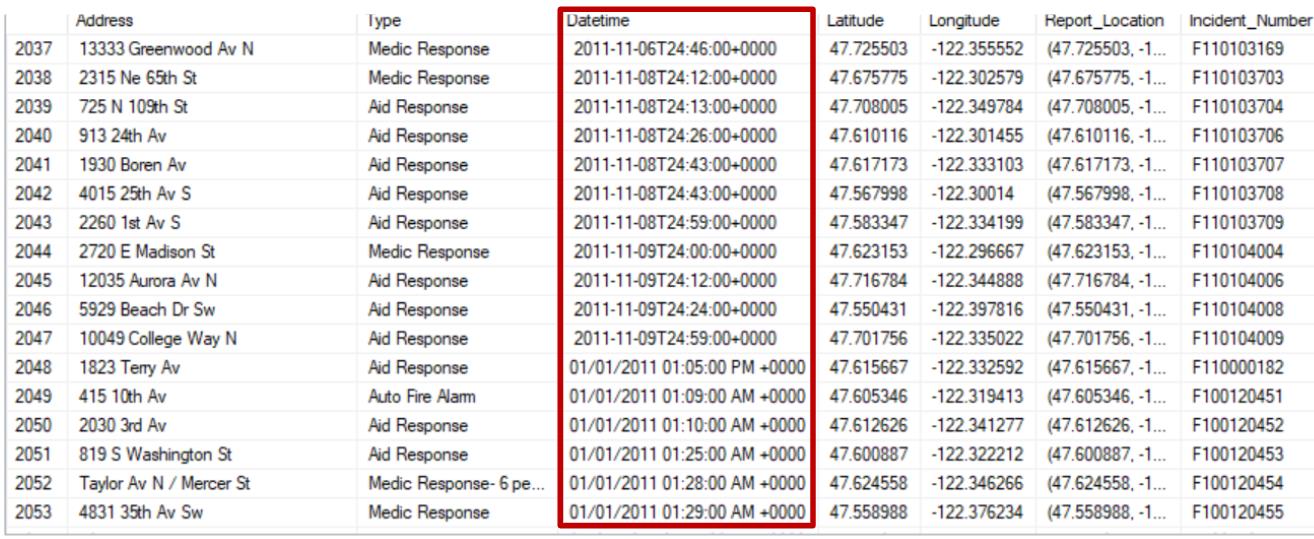 Address Type Datetime Latitude Longitude Report_Location Incident_Number
2037 13333 Greenwood Av N Medic Response 2011-11-06T24:46:00+0000 47.725503 -122.355552 (47.725503, -1... F110103169
2038 2315 Ne 65th St Medic Response 2011-11-08T24:12:00+0000 47.675775 -122.302579 (47.675775, -1... F110103703
2039 725 N 109th St Aid Response 2011-11-08T24:13:00+0000 47.708005 -122.349784 (47.708005, -1... F110103704
2040 913 24th Av Aid Response 2011-11-08T24:26:00+0000 47.610116 -122.301455 (47.610116, -1... F110103706
2041 1930 Boren Av Aid Response 2011-11-08T24:43:00+0000 47.617173 -122.333103 (47.617173, -1... F110103707
2042 4015 25th Av S Aid Response 2011-11-08T24:43:00+0000 47.567998 -122.30014 (47.567998, -1... F110103708
2043 2260 1st Av S Aid Response 2011-11-08T24:59:00+0000 47.583347 -122.334199 (47.583347, -1... F110103709
2044 2720 E Madison St Medic Response 2011-11-09T24:00:00+0000 47.623153 -122.296667 (47.623153, -1... F110104004
2045 12035 Aurora Av N Aid Response 2011-11-09T24:12:00+0000 47.716784 -122.344888 (47.716784, -1... F110104006
2046 5929 Beach Dr Sw Aid Response 2011-11-09T24:24:00+0000 47.550431 -122.397816 (47.550431, -1... F110104008
2047 10049 College Way N Aid Response 2011-11-09T24:59:00+0000 47.701756 -122.335022 (47.701756, -1... F110104009
2048 1823 Terry Av Aid Response 01/01/2011 01:05:00 PM +0000 47.615667 -122.332592 (47.615667, -1... F110000182
2049 415 10th Av Auto Fire Alarm 01/01/2011 01:09:00 AM +0000 47.605346 -122.319413 (47.605346, -1... F100120451
2050 2030 3rd Av Aid Response 01/01/2011 01:10:00 AM +0000 47.612626 -122.341277 (47.612626, -1... F100120452
2051 819 S Washington St Aid Response 01/01/2011 01:25:00 AM +0000 47.600887 -122.322212 (47.600887, -1... F100120453
2052 Taylor Av N / Mercer St Medic Response- 6 pe... 01/01/2011 01:28:00 AM +0000 47.624558 -122.346266 (47.624558, -1... F100120454
2053 4831 35th Av Sw Medic Response 01/01/2011 01:29:00 AM +0000 47.558988 -122.376234 (47.558988, -1... F100120455